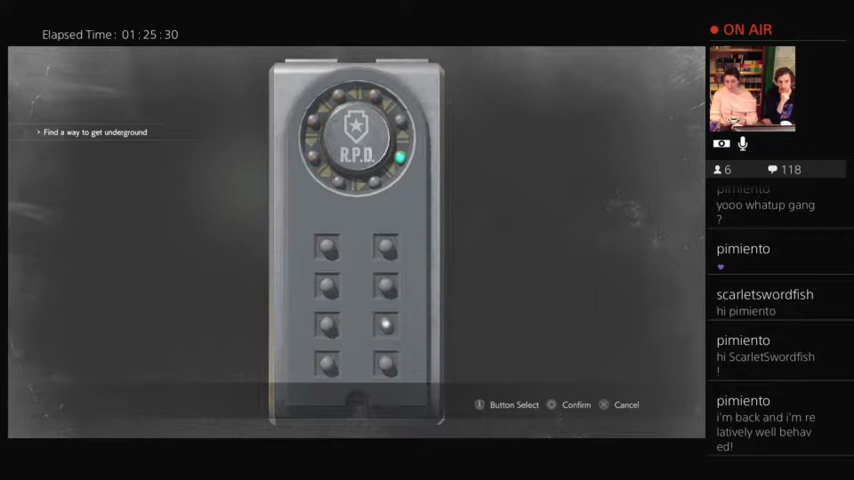 Elapsed Time : 01 : 25 : 30
ON AIR
R.P.D.
> Find a way to get underground
6
118
pimiento
yooo whatup gang
?
pimiento
scarletswordfish
hi pimiento
pimiento
hi ScarletSwordfish
!
pimiento
i'm back and i'm re
latively well behav
ed!
Button Select
Confirm
Cancel